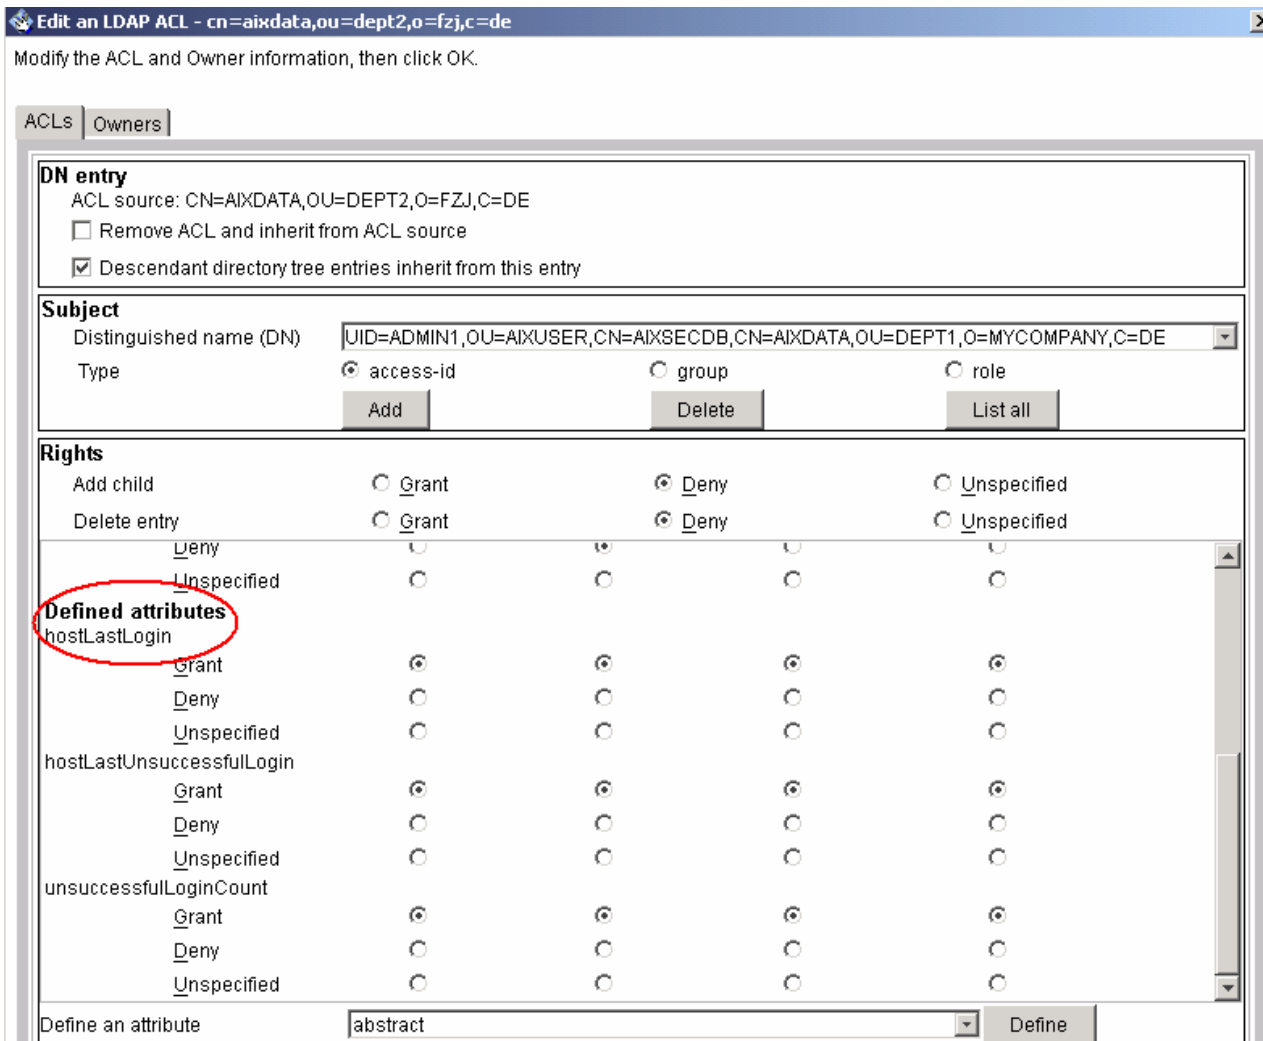 Edit an LDAP ACL - cn=aixdata,ou=dept2,o=fzj,c=de
Modify the ACL and Owner information, then click OK.
ACLs Owners
DN entry
ACL source: CN=AIXDATA,OU=DEPT2,O=FZJ,C=DE
Remove ACL and inherit from ACL source
Descendant directory tree entries inherit from this entry
Subject
Distinguished name (DN) UID=ADMIN1,OU=AIXUSER,CN=AIXSECDB,CN=AIXDATA,OU=DEPT1,O=MYCOMPANY,C=DE
Type access-id group role
Add Delete List all
Rights
Add child Grant Deny Unspecified
Delete entry Grant Deny Unspecified
Deny
Unspecified
Defined attributes
hostLastLogin
Grant
Deny
Unspecified
hostLastUnsuccessfulLogin
Grant
Deny
Unspecified
unsuccessfulLoginCount
Grant
Deny
Unspecified
Define an attribute abstract Define